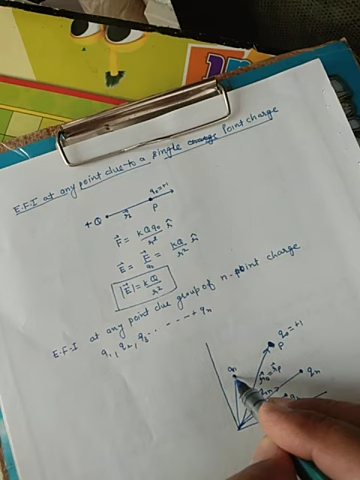 E.F.I at any point due to a single point charge
+Q
r⃗
q₀=+1
P
F⃗ = kQq₀/r² r̂
E⃗ = F⃗/q₀ = kQ/r² r̂
|E⃗| = kQ/r²
E.F.I at any point due group of n-point charge
q₁, q₂, q₃, ..... + qₙ
q₀=+1
P
qₙ